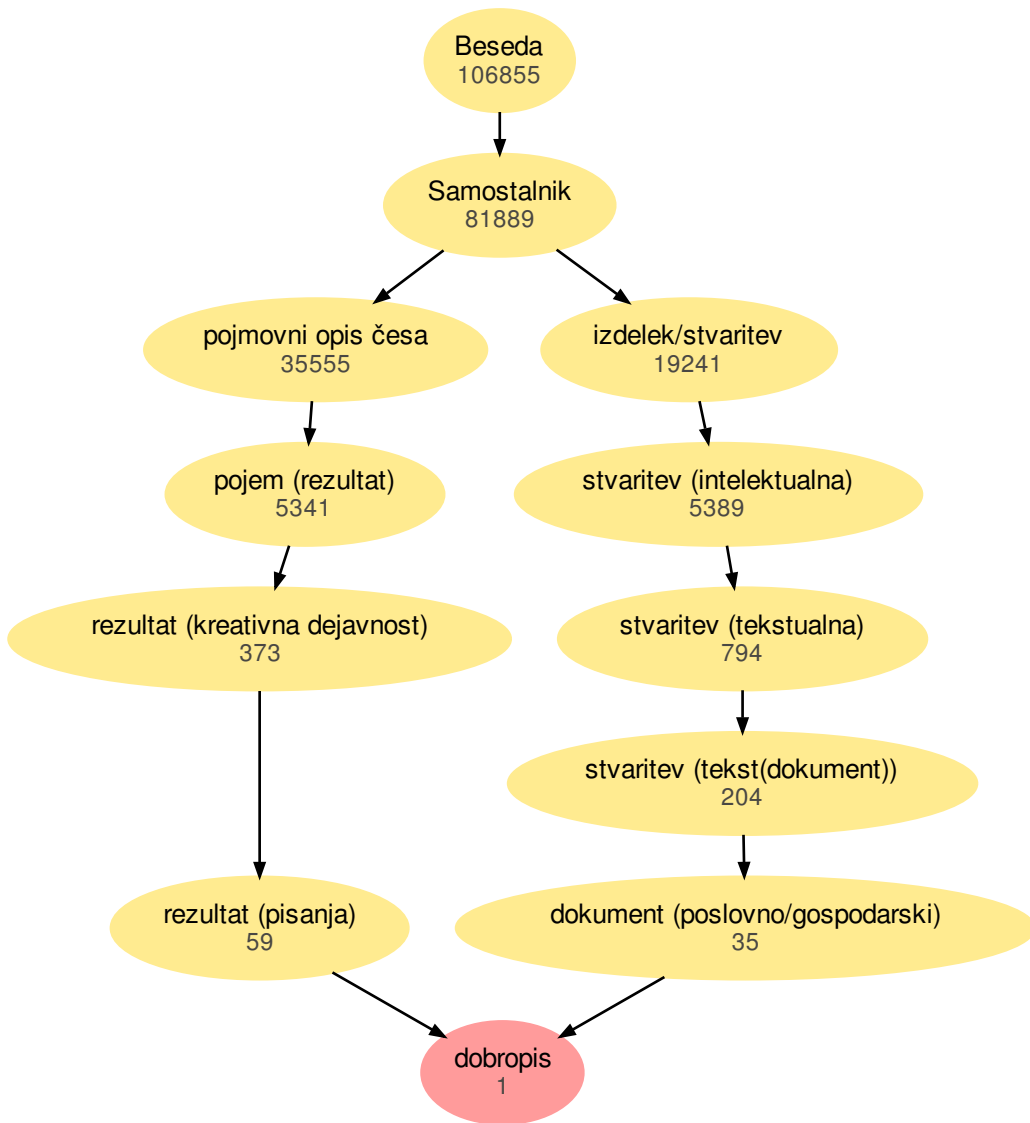 Beseda
106855
Samostalnik
81889
pojmovni opis česa
35555
izdelek/stvaritev
19241
pojem (rezultat)
5341
stvaritev (intelektualna)
5389
rezultat (kreativna dejavnost)
373
stvaritev (tekstualna)
794
stvaritev (tekst(dokument))
204
rezultat (pisanja)
59
dokument (poslovno/gospodarski)
35
dobropis
1